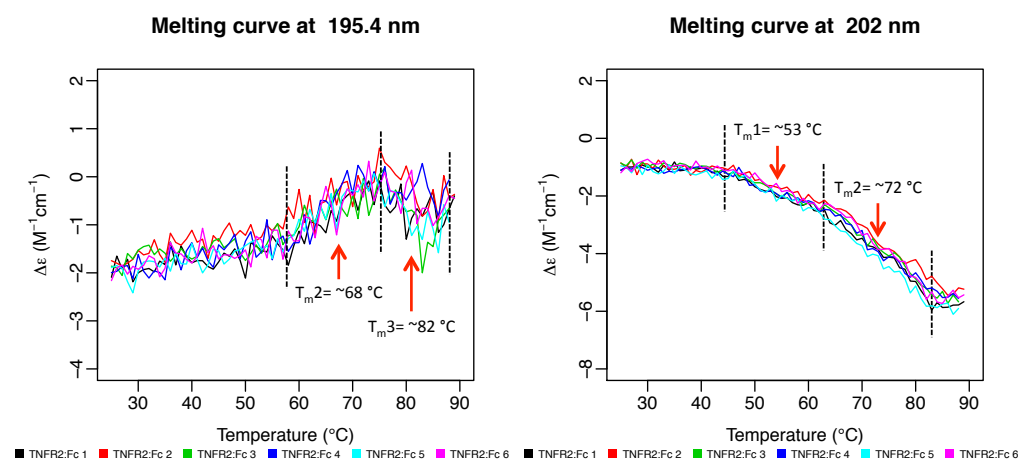 Melting curve at  195.4 nm
Δε (M⁻¹cm⁻¹)
2
1
0
−1
−2
−3
−4
Tₘ2= ~68 °C
Tₘ3= ~82 °C
30 40 50 60 70 80 90
Temperature (°C)
TNFR2:Fc 1 TNFR2:Fc 2 TNFR2:Fc 3 TNFR2:Fc 4 TNFR2:Fc 5 TNFR2:Fc 6
Melting curve at  202 nm
Δε (M⁻¹cm⁻¹)
2
0
−2
−4
−6
−8
Tₘ1= ~53 °C
Tₘ2= ~72 °C
30 40 50 60 70 80 90
Temperature (°C)
TNFR2:Fc 1 TNFR2:Fc 2 TNFR2:Fc 3 TNFR2:Fc 4 TNFR2:Fc 5 TNFR2:Fc 6